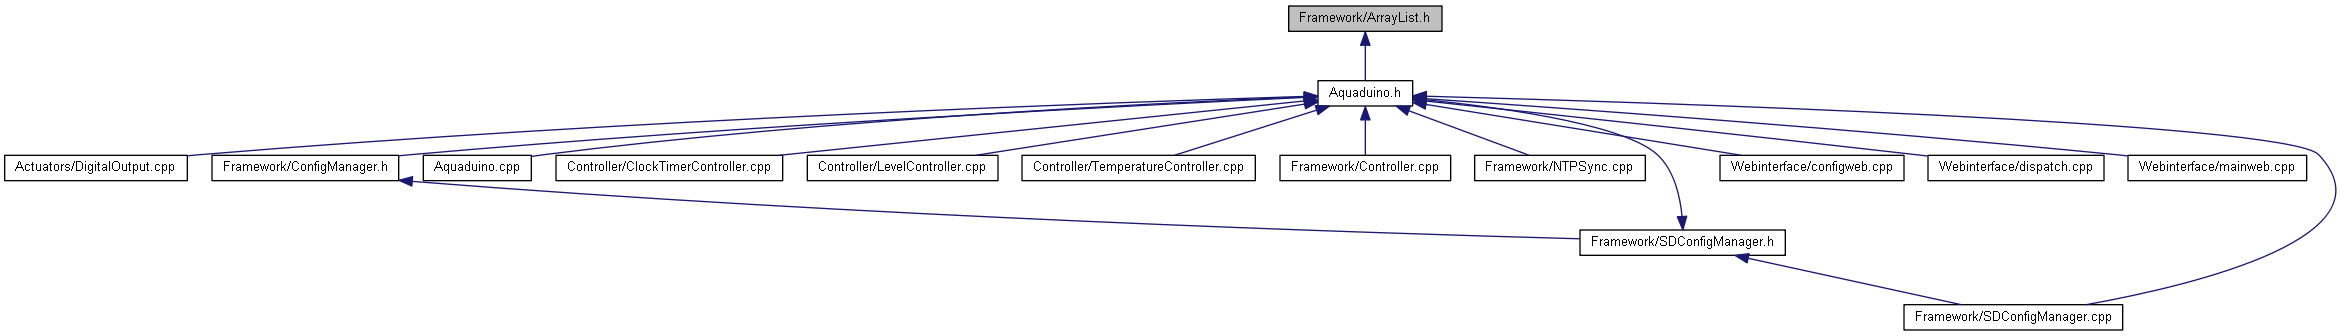 Framework/ArrayList.h
Aquaduino.h
Actuators/DigitalOutput.cpp
Framework/ConfigManager.h
Aquaduino.cpp
Controller/ClockTimerController.cpp
Controller/LevelController.cpp
Controller/TemperatureController.cpp
Framework/Controller.cpp
Framework/NTPSync.cpp
Webinterface/configweb.cpp
Webinterface/dispatch.cpp
Webinterface/mainweb.cpp
Framework/SDConfigManager.h
Framework/SDConfigManager.cpp